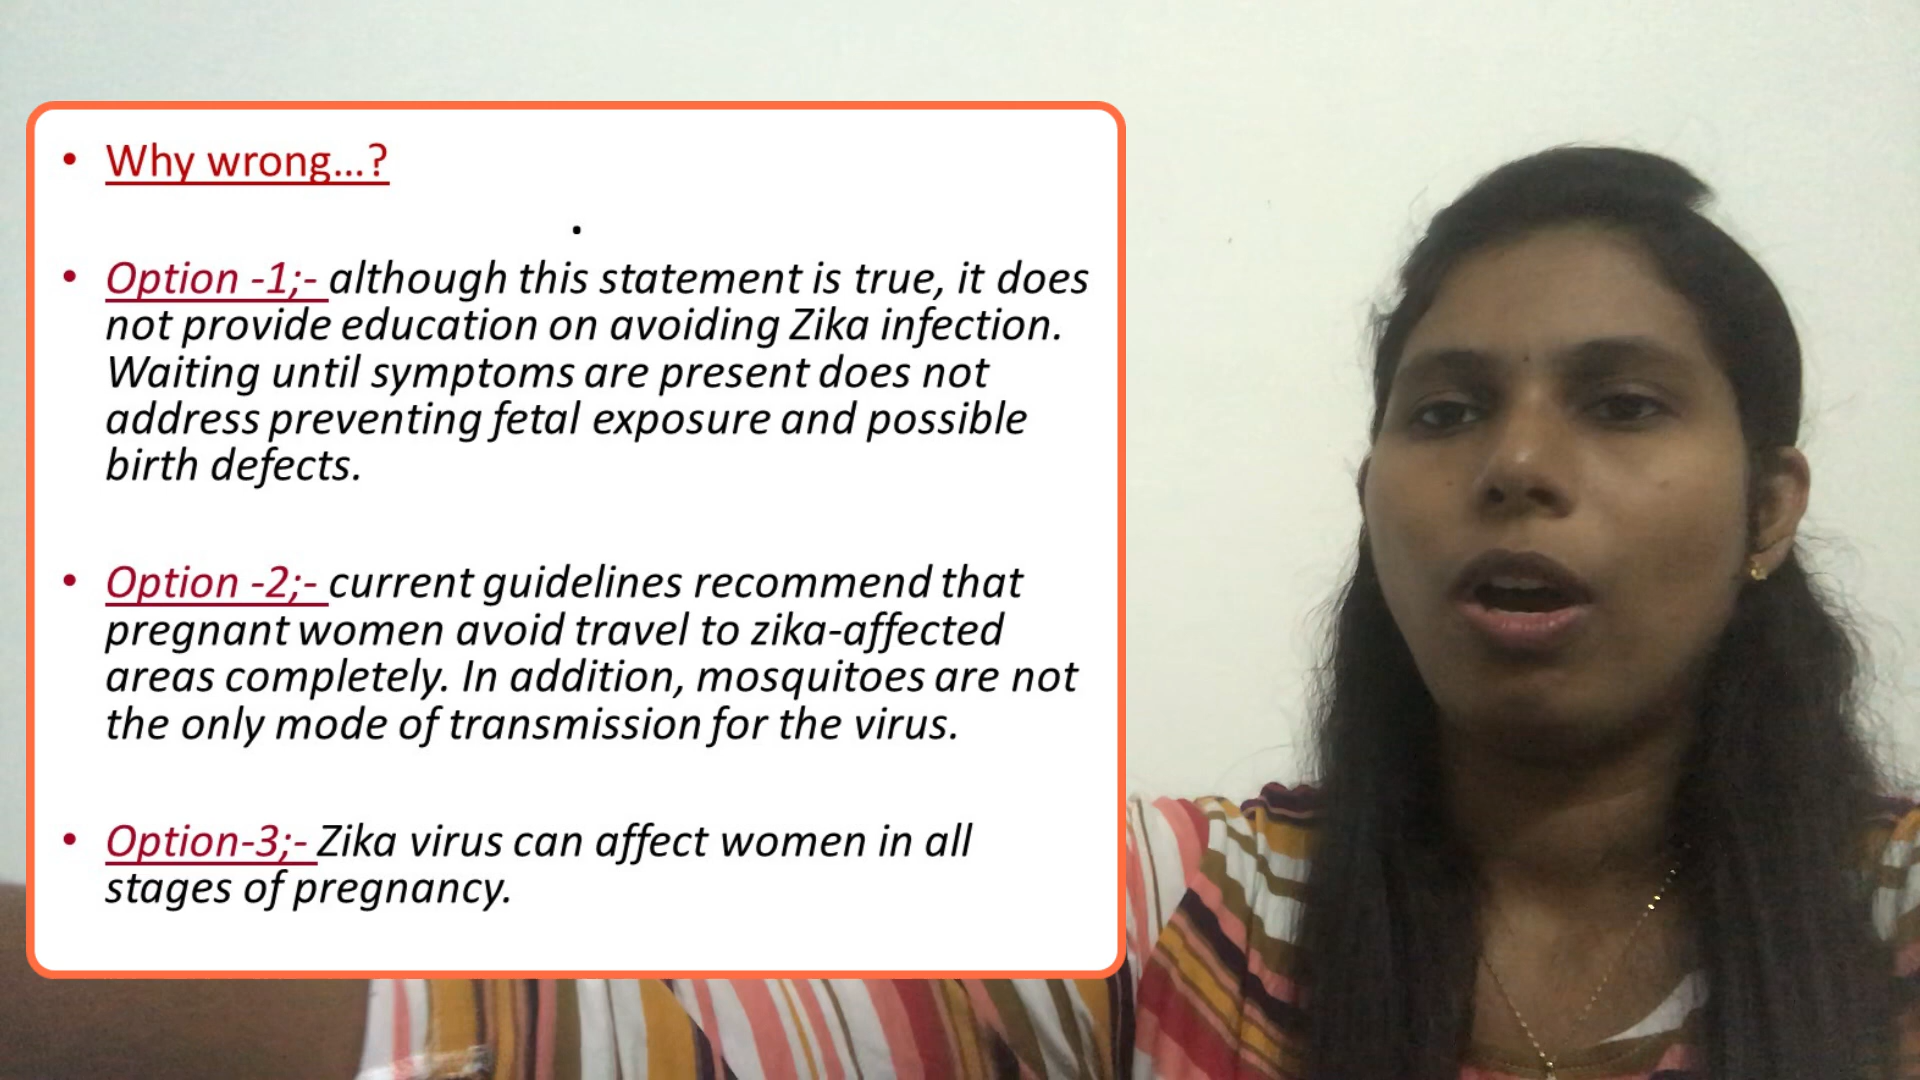 • Why wrong...?
.
• Option -1;- although this statement is true, it does
not provide education on avoiding Zika infection.
Waiting until symptoms are present does not
address preventing fetal exposure and possible
birth defects.
• Option -2;- current guidelines recommend that
pregnant women avoid travel to zika-affected
areas completely. In addition, mosquitoes are not
the only mode of transmission for the virus.
• Option-3;- Zika virus can affect women in all
stages of pregnancy.